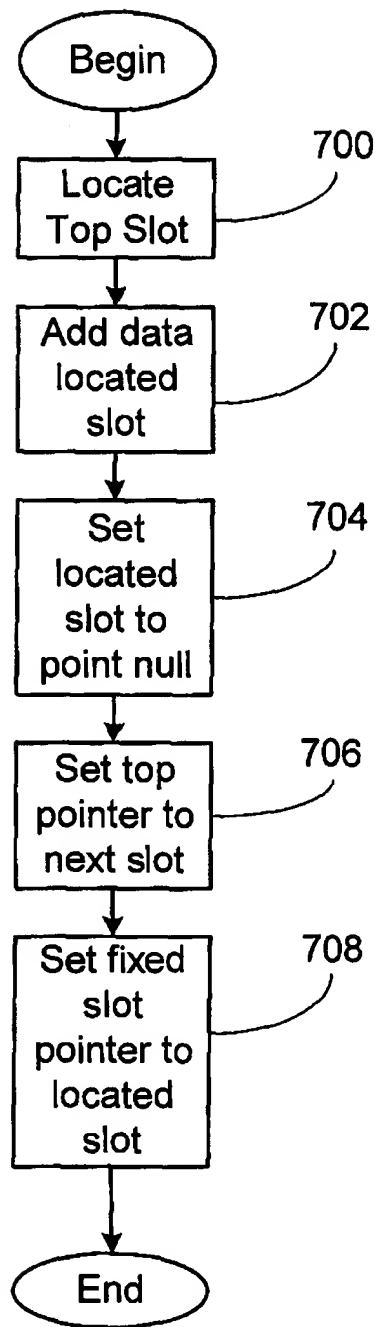 Begin
700
Locate
Top Slot
702
Add data
located
slot
704
Set
located
slot to
point null
706
Set top
pointer to
next slot
708
Set fixed
slot
pointer to
located
slot
End